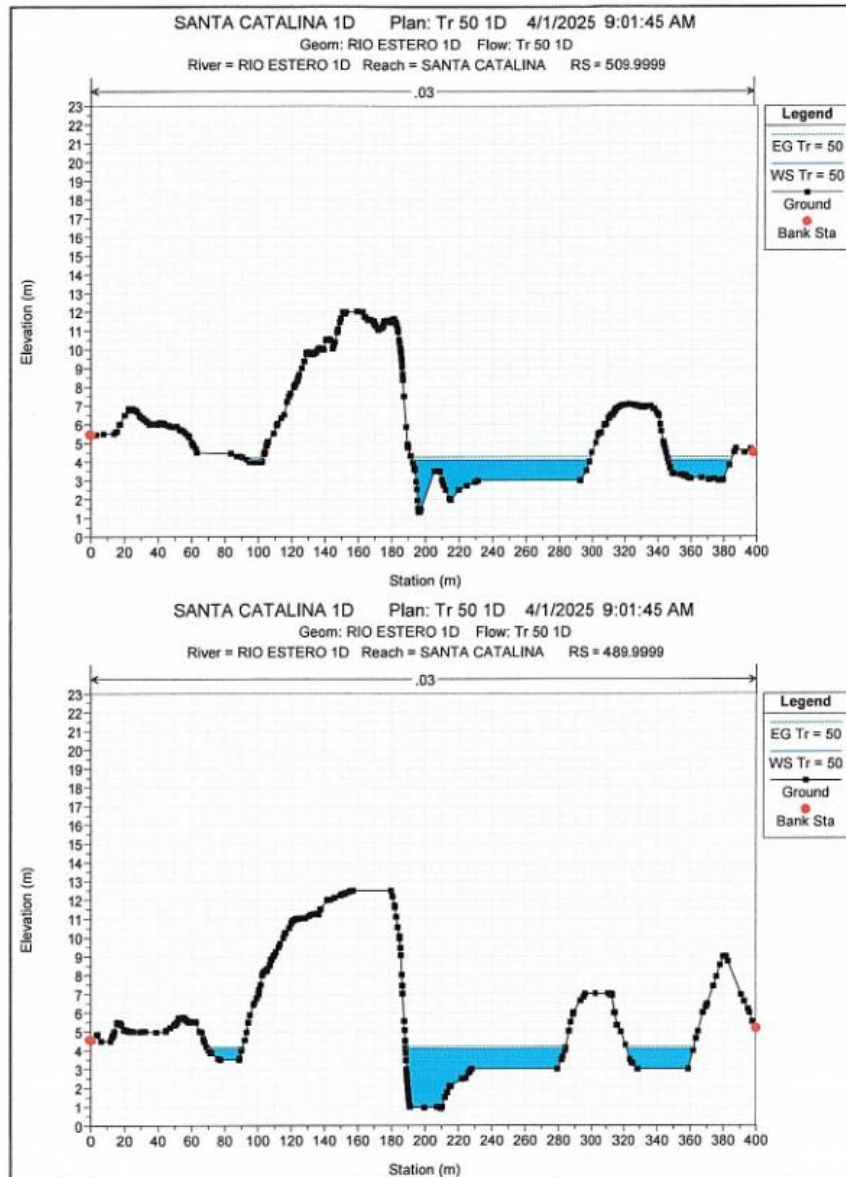 SANTA CATALINA 1D Plan: Tr 50 1D 4/1/2025 9:01:45 AM
Geom: RIO ESTERO 1D Flow: Tr 50 1D
River = RIO ESTERO 1D Reach = SANTA CATALINA RS = 509.9999
.03
23
22
21
20
19
18
17
16
15
14
13
12
11
10
9
8
7
6
5
4
3
2
1
0
Elevation (m)
0 20 40 60 80 100 120 140 160 180 200 220 240 260 280 300 320 340 360 380 400
Station (m)
Legend
EG Tr = 50
WS Tr = 50
Ground
Bank Sta
SANTA CATALINA 1D Plan: Tr 50 1D 4/1/2025 9:01:45 AM
Geom: RIO ESTERO 1D Flow: Tr 50 1D
River = RIO ESTERO 1D Reach = SANTA CATALINA RS = 489.9999
.03
23
22
21
20
19
18
17
16
15
14
13
12
11
10
9
8
7
6
5
4
3
2
1
0
Elevation (m)
0 20 40 60 80 100 120 140 160 180 200 220 240 260 280 300 320 340 360 380 400
Station (m)
Legend
EG Tr = 50
WS Tr = 50
Ground
Bank Sta